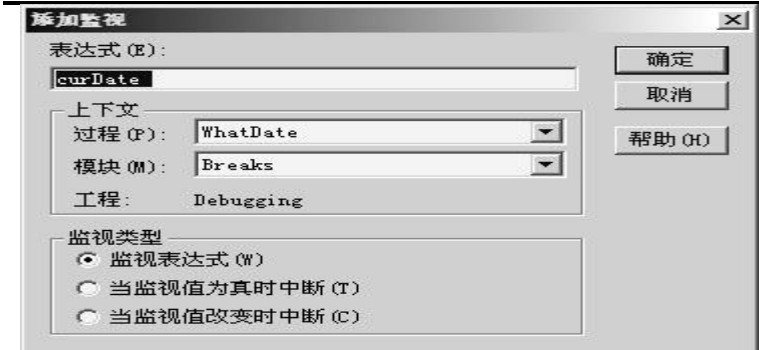 添加监视
表达式(E):
curDate
确定
取消
帮助(H)
上下文
过程(P): WhatDate
模块(M): Breaks
工程: Debugging
监视类型
监视表达式(W)
当监视值为真时中断(T)
当监视值改变时中断(C)